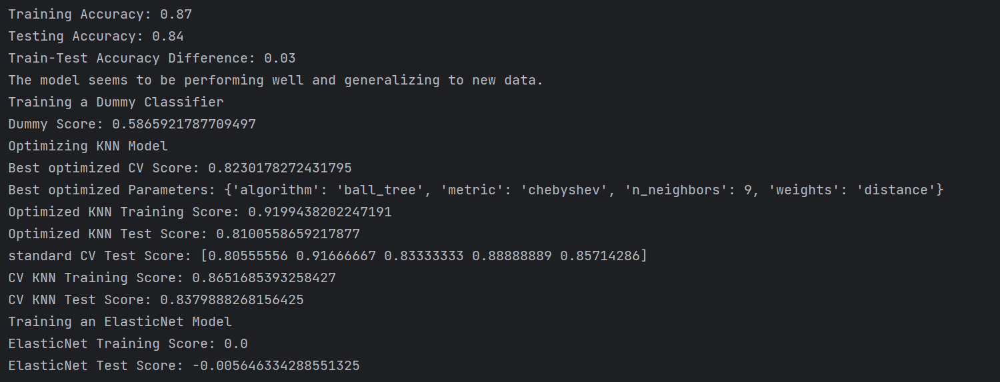 Training Accuracy: 0.87
Testing Accuracy: 0.84
Train-Test Accuracy Difference: 0.03
The model seems to be performing well and generalizing to new data.
Training a Dummy Classifier
Dummy Score: 0.5865921787709497
Optimizing KNN Model
Best optimized CV Score: 0.8230178272431795
Best optimized Parameters: {'algorithm': 'ball_tree', 'metric': 'chebyshev', 'n_neighbors': 9, 'weights': 'distance'}
Optimized KNN Training Score: 0.9199438202247191
Optimized KNN Test Score: 0.8100558659217877
standard CV Test Score: [0.80555556 0.91666667 0.83333333 0.88888889 0.85714286]
CV KNN Training Score: 0.8651685393258427
CV KNN Test Score: 0.8379888268156425
Training an ElasticNet Model
ElasticNet Training Score: 0.0
ElasticNet Test Score: -0.005646334288551325